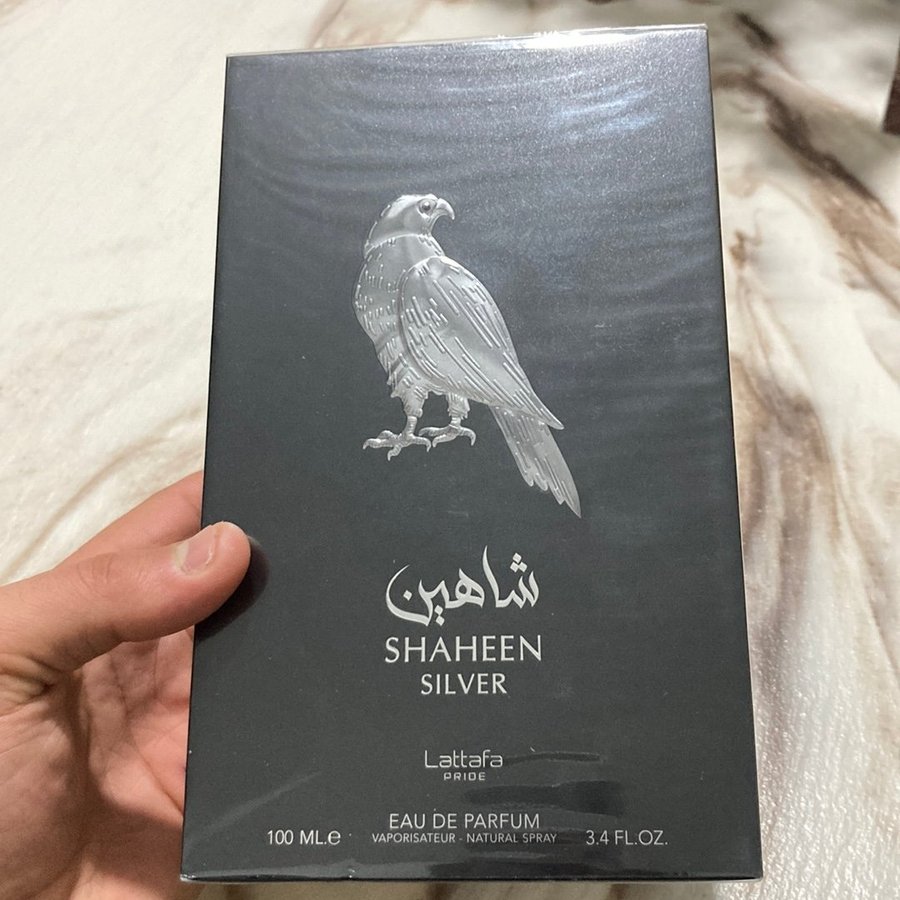 شاهين
SHAHEEN
SILVER
Lattafa
PRIDE
EAU DE PARFUM
100 ML.e VAPORISATEUR - NATURAL SPRAY 3.4 FL.OZ.